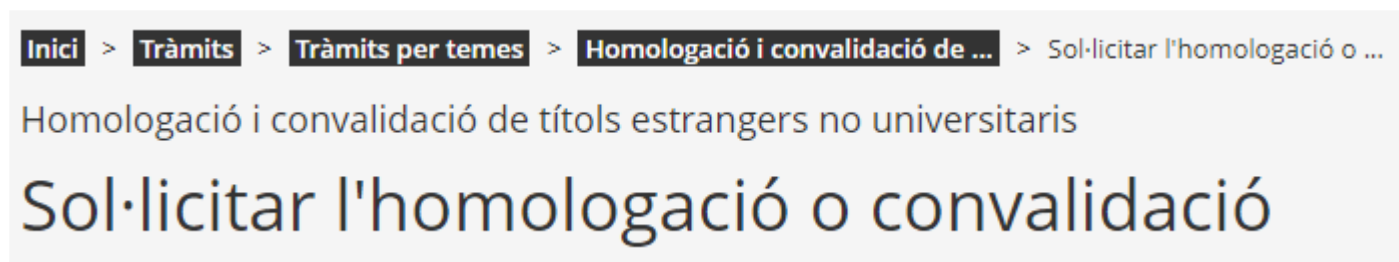 Inici > Tràmits > Tràmits per temes > Homologació i convalidació de ... > Sol·licitar l'homologació o ...
Homologació i convalidació de títols estrangers no universitaris
Sol·licitar l'homologació o convalidació